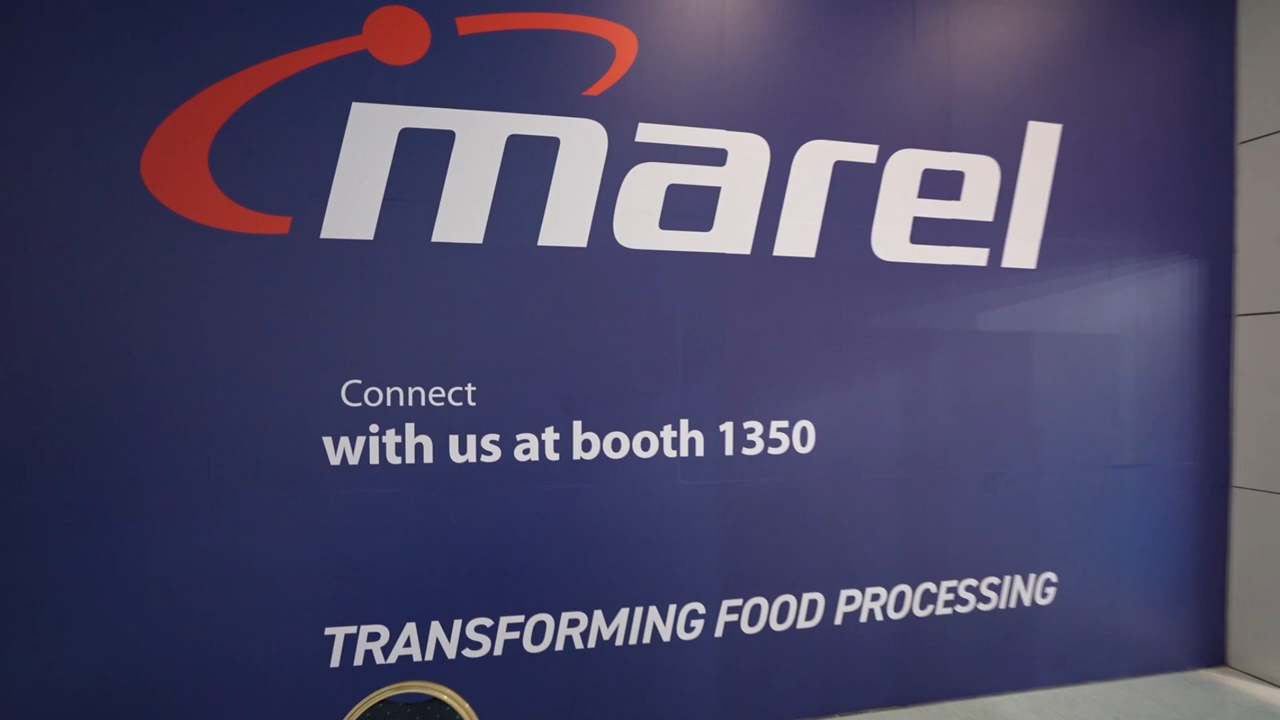 marel
Connect
with us at booth 1350
TRANSFORMING FOOD PROCESSING